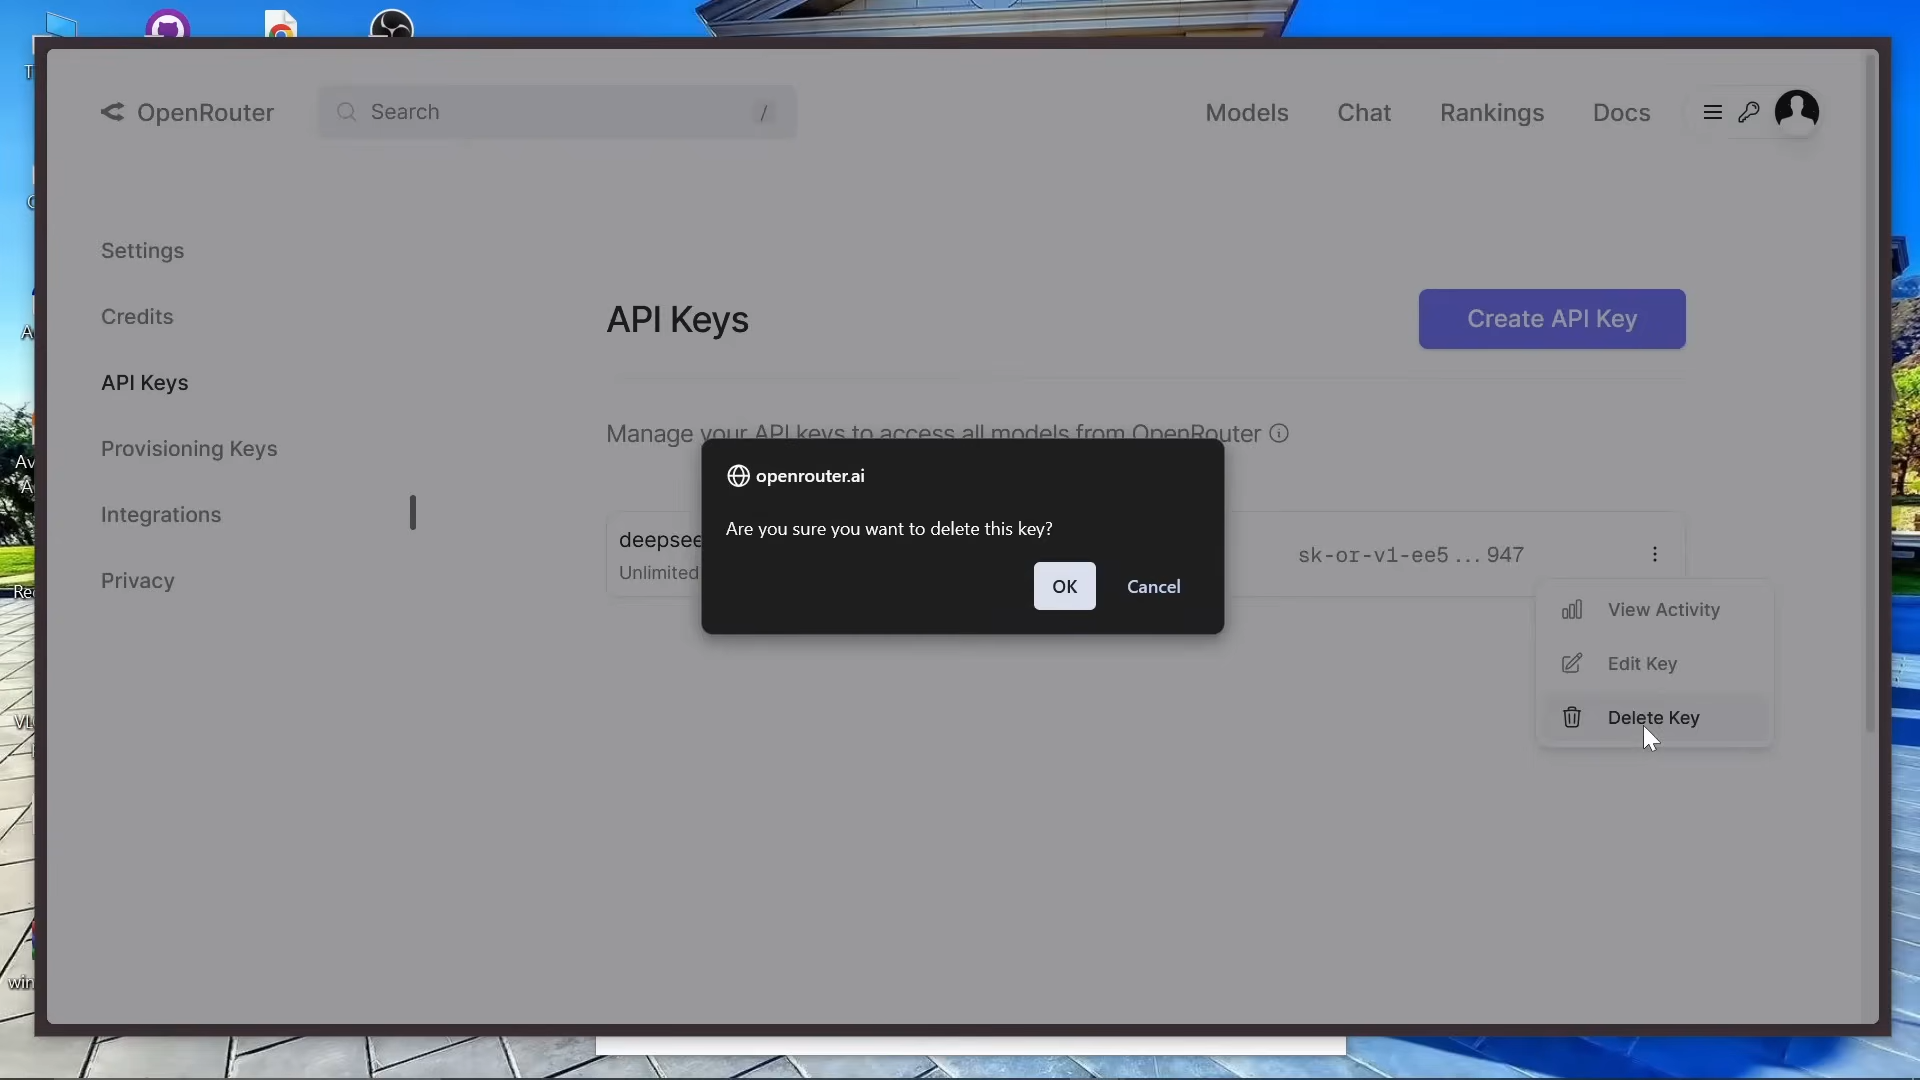 OpenRouter
Search
/
Models
Chat
Rankings
Docs
Settings
Credits
API Keys
Provisioning Keys
Integrations
Privacy
API Keys
Create API Key
Manage your API keys to access all models from OpenRouter
openrouter.ai
Are you sure you want to delete this key?
OK
Cancel
deepsee
Unlimited
sk-or-v1-ee5...947
View Activity
Edit Key
Delete Key